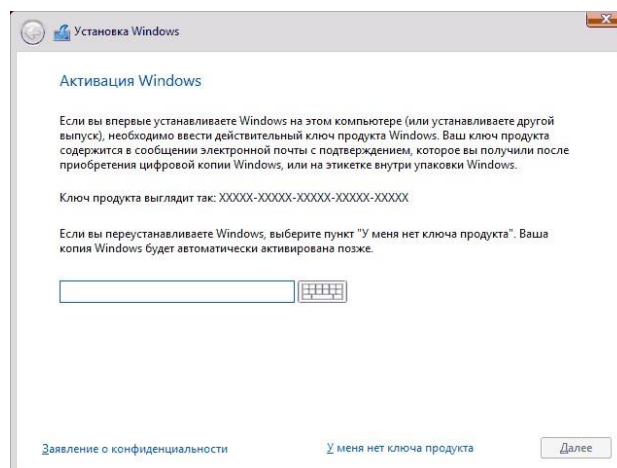 Установка Windows
Активация Windows
Если вы впервые устанавливаете Windows на этом компьютере (или устанавливаете другой
выпуск), необходимо ввести действительный ключ продукта Windows. Ваш ключ продукта
содержится в сообщении электронной почты с подтверждением, которое вы получили после
приобретения цифровой копии Windows, или на этикетке внутри упаковки Windows.
Ключ продукта выглядит так: XXXXX-XXXXX-XXXXX-XXXXX-XXXXX
Если вы переустанавливаете Windows, выберите пункт "У меня нет ключа продукта". Ваша
копия Windows будет автоматически активирована позже.
Заявление о конфиденциальности
У меня нет ключа продукта
Далее